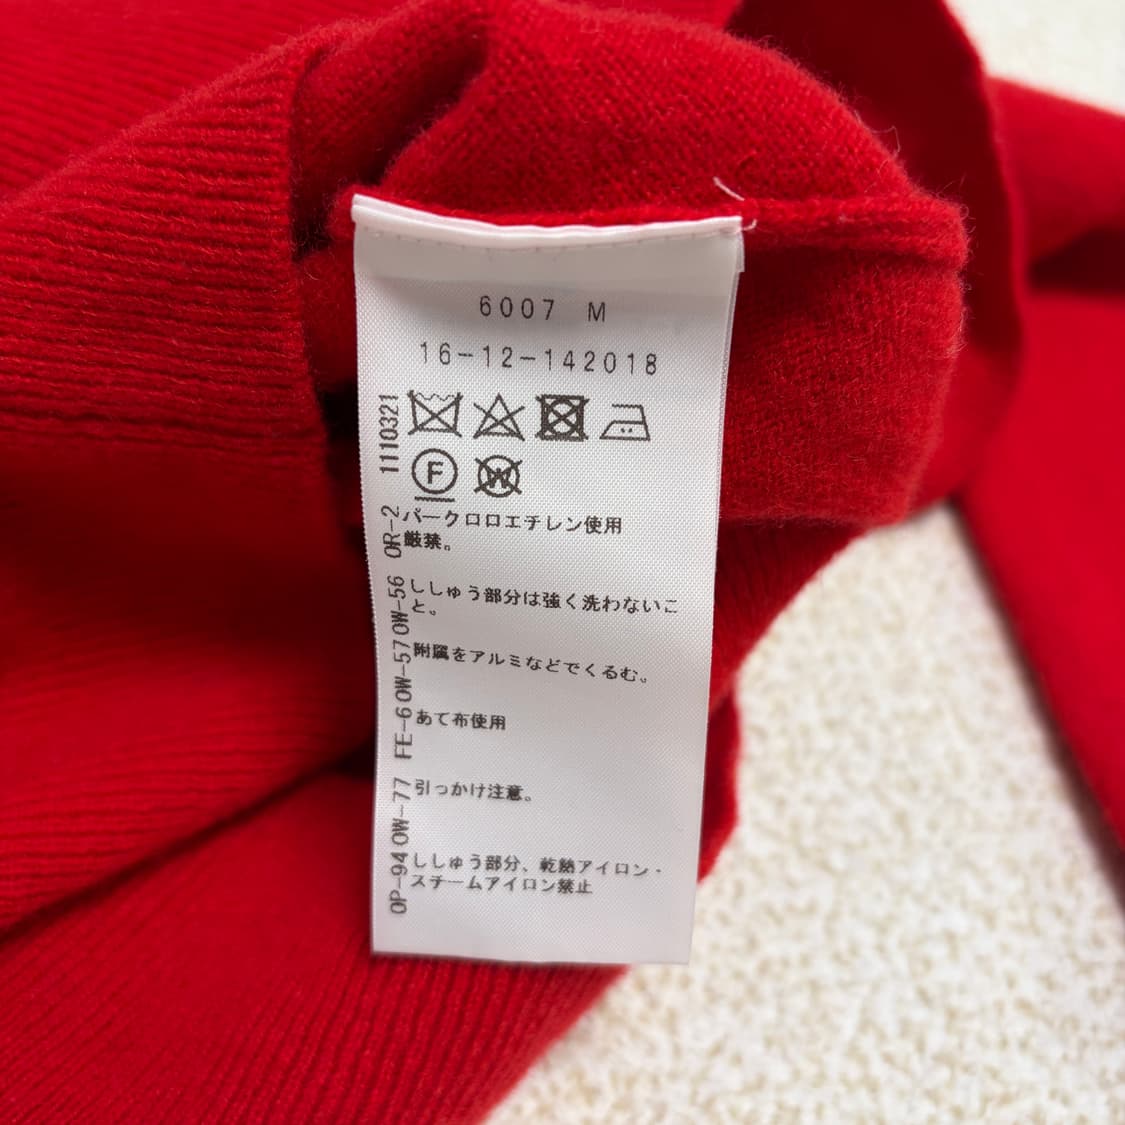 6007 M
16-12-142018
F W
パークロロエチレン使用
厳禁。
ししゅう部分は強く洗わないこ
と。
附属をアルミなどでくるむ。
あて布使用
引っかけ注意。
ししゅう部分、乾熱アイロン・
スチームアイロン禁止
OP-94 OW-77 FE-6 OW-57 OW-56 OR-2 1110321